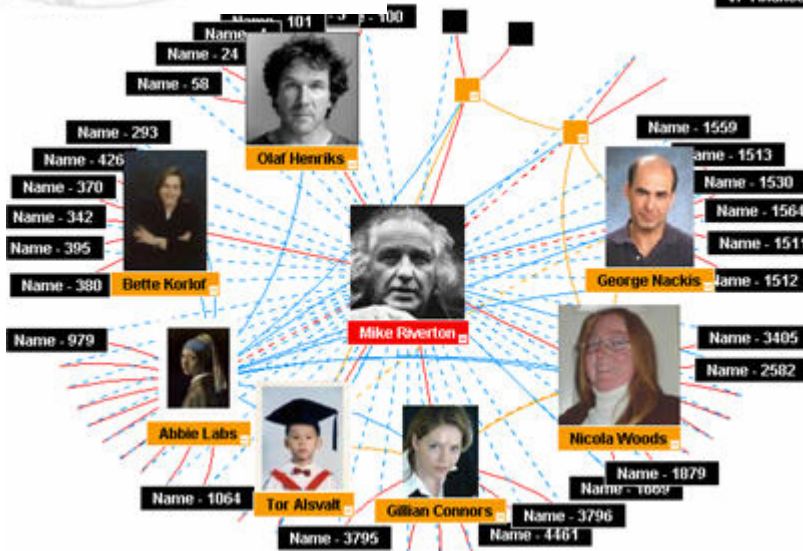 101
100
Name - 24
Name - 58
Olaf Henriks
Name - 293
Name - 426
Name - 370
Name - 342
Name - 395
Name - 380
Bette Korlof
Name - 1559
Name - 1513
Name - 1530
Name - 1564
Name - 1512
George Nackis
Mike Riverton
Name - 979
Name - 3405
Name - 2582
Abbie Labs
Nicola Woods
Name - 1064
Tor Alsvalt
Gillian Connors
Name - 1879
Name - 3796
Name - 3795
4461